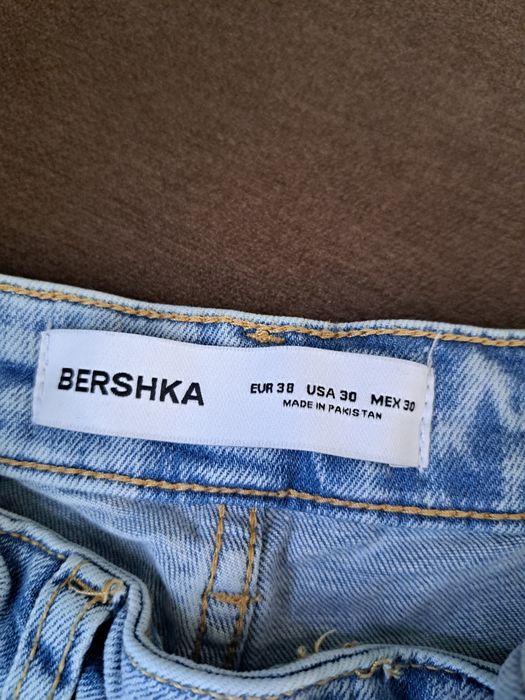 BERSHKA
EUR 38 USA 30 MEX 30
MADE IN PAKISTAN